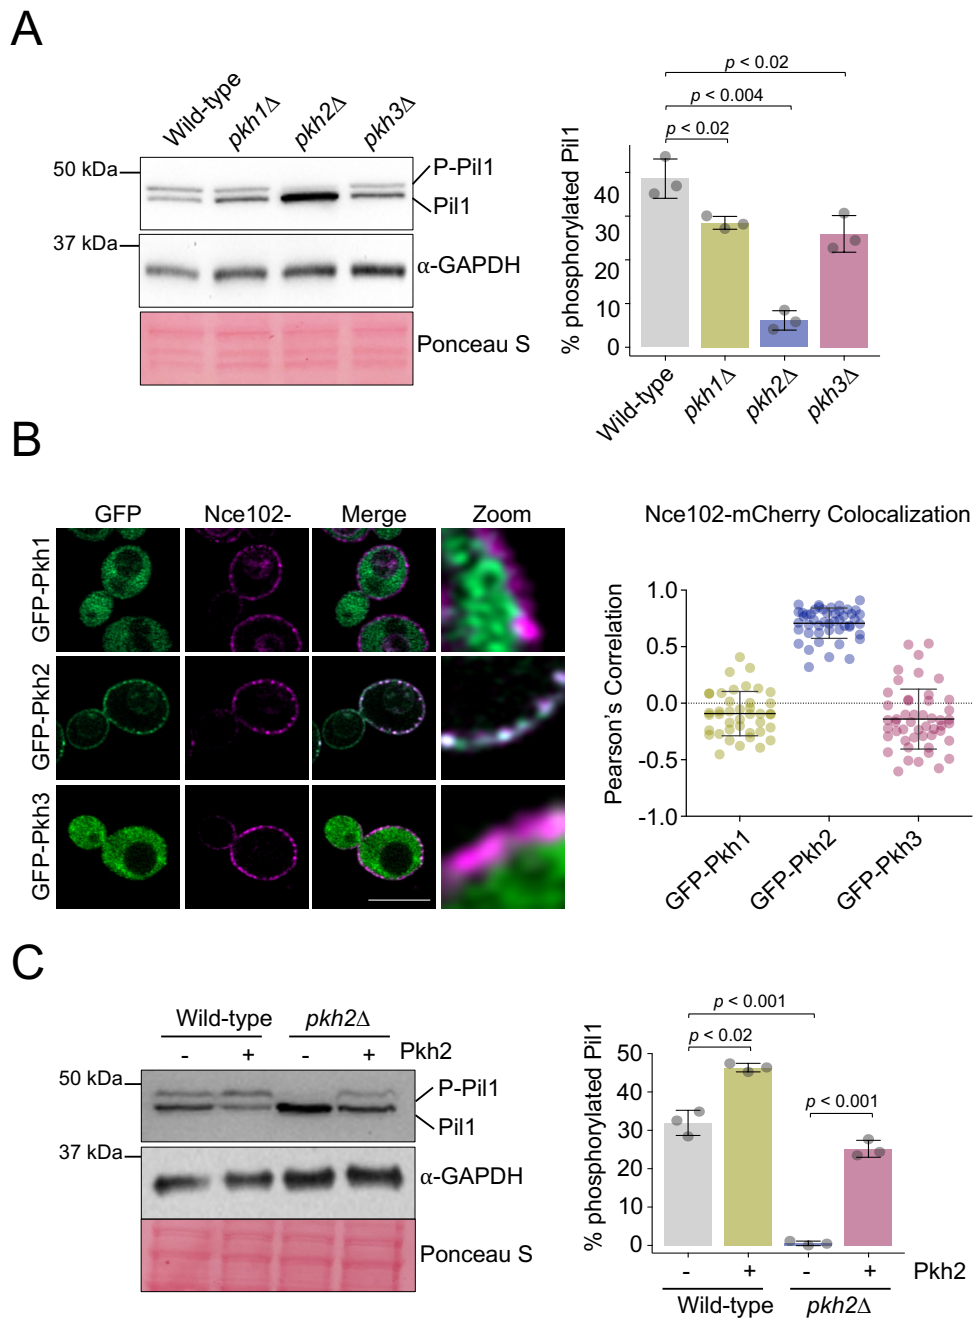 A
Wild-type
pkh1Δ
pkh2Δ
pkh3Δ
50 kDa
P-Pil1
Pil1
37 kDa
α-GAPDH
Ponceau S
p < 0.02
p < 0.004
p < 0.02
% phosphorylated Pil1
40
30
20
10
0
Wild-type
pkh1Δ
pkh2Δ
pkh3Δ
B
GFP
Nce102-
Merge
Zoom
GFP-Pkh1
GFP-Pkh2
GFP-Pkh3
Nce102-mCherry Colocalization
Pearson's Correlation
1.0
0.5
0.0
-0.5
-1.0
GFP-Pkh1
GFP-Pkh2
GFP-Pkh3
C
Wild-type
pkh2Δ
- + - + Pkh2
50 kDa
P-Pil1
Pil1
37 kDa
α-GAPDH
Ponceau S
p < 0.001
p < 0.02
p < 0.001
% phosphorylated Pil1
50
40
30
20
10
0
- + - + Pkh2
Wild-type
pkh2Δ